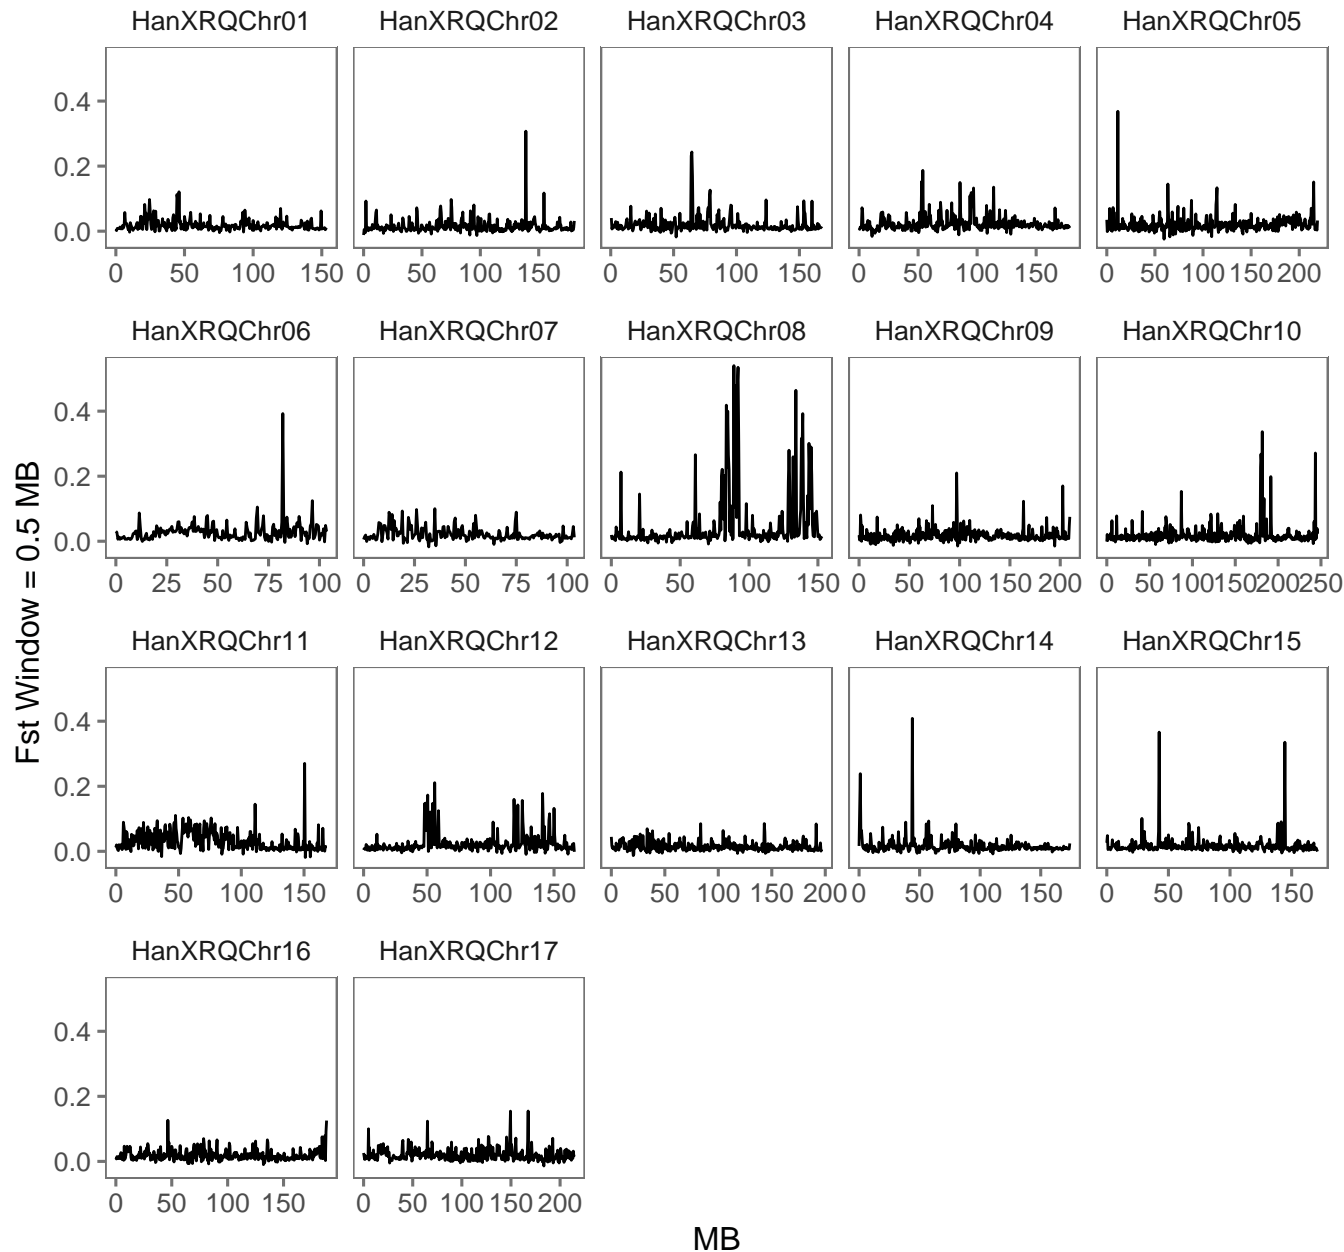 HanXRQChr01 HanXRQChr02 HanXRQChr03 HanXRQChr04 HanXRQChr05
0.4
0.2
0.0
0 50 100 150 0 50 100 150 0 50 100 150 0 50 100 150 0 50 100 150 200
HanXRQChr06 HanXRQChr07 HanXRQChr08 HanXRQChr09 HanXRQChr10
0.4
0.2
0.0
0 25 50 75 100 0 25 50 75 100 0 50 100 150 0 50 100 150 200 0 50 100 150 200 250
Fst Window = 0.5 MB
HanXRQChr11 HanXRQChr12 HanXRQChr13 HanXRQChr14 HanXRQChr15
0.4
0.2
0.0
0 50 100 150 0 50 100 150 0 50 100 150 200 0 50 100 150 0 50 100 150
HanXRQChr16 HanXRQChr17
0.4
0.2
0.0
0 50 100 150 0 50 100 150 200
MB